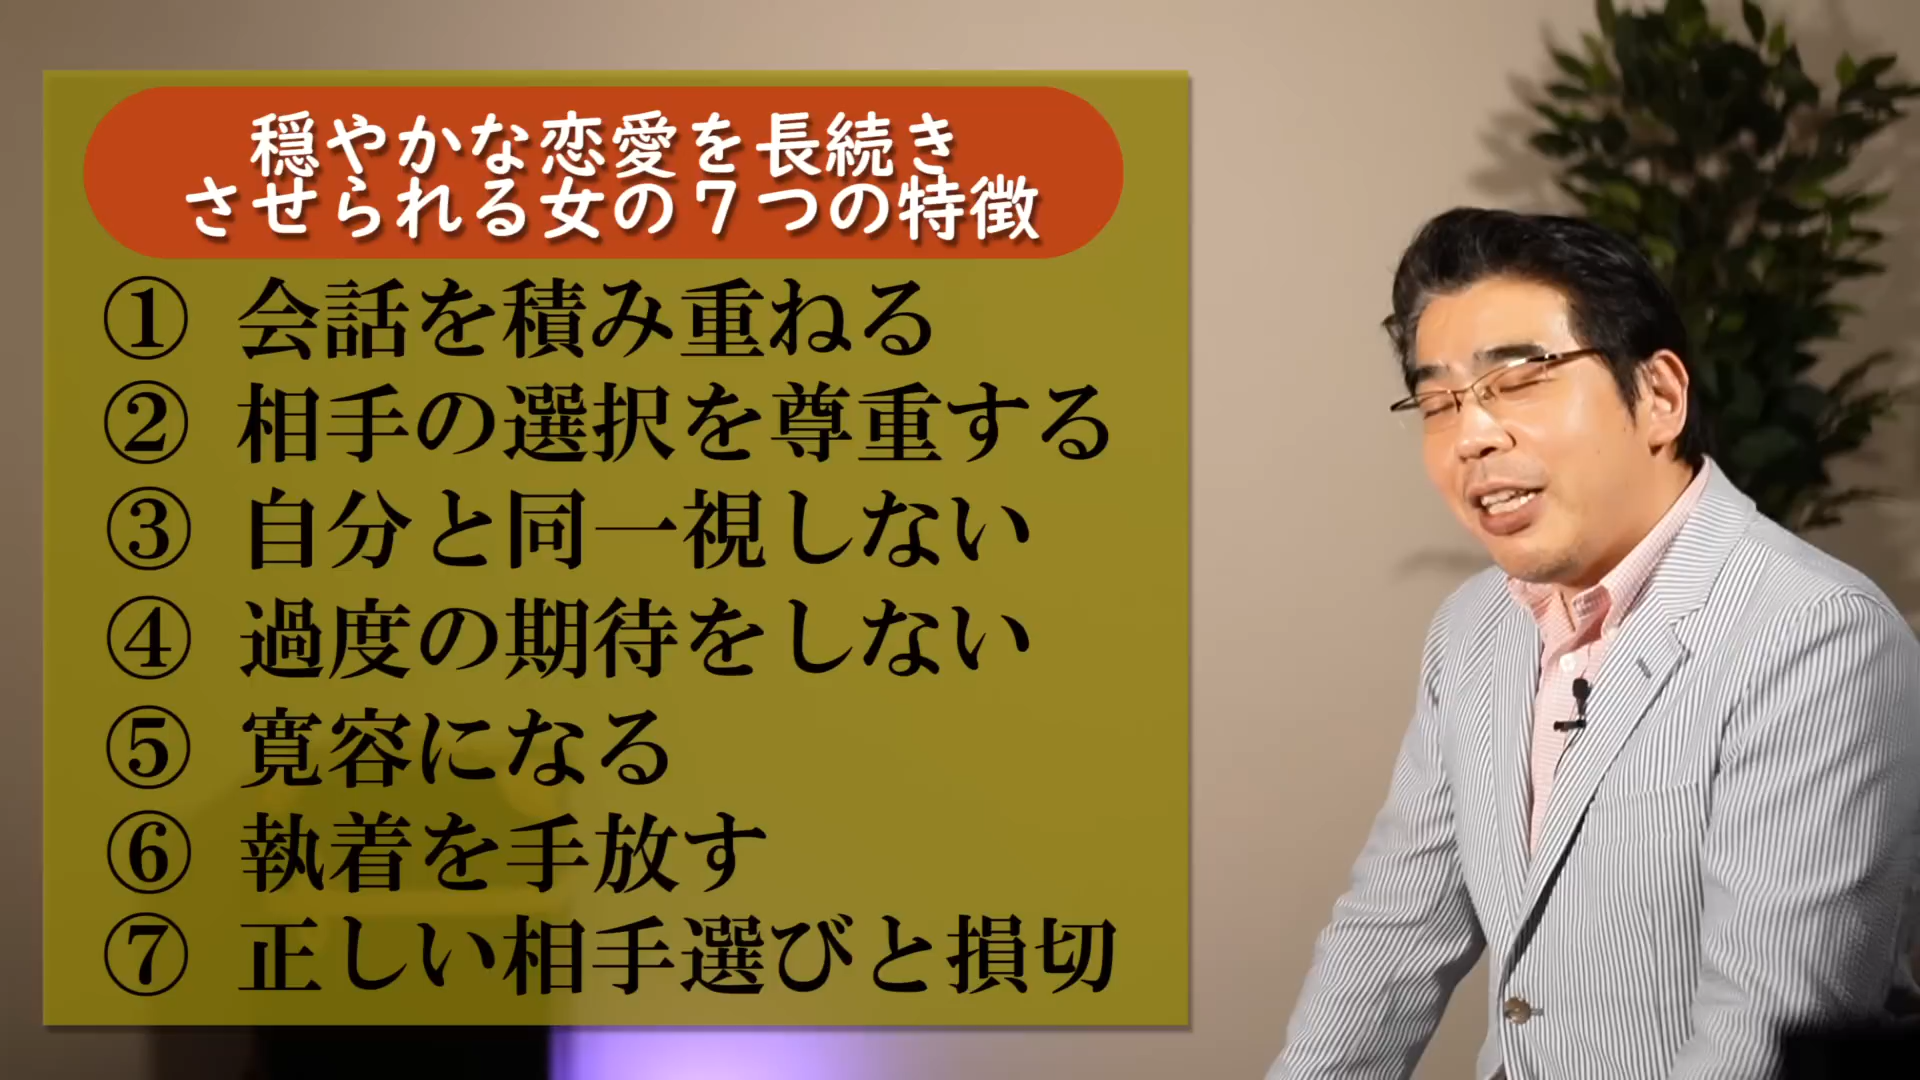 穏やかな恋愛を長続き
させられる女の７つの特徴
① 会話を積み重ねる
② 相手の選択を尊重する
③ 自分と同一視しない
④ 過度の期待をしない
⑤ 寛容になる
⑥ 執着を手放す
⑦ 正しい相手選びと損切